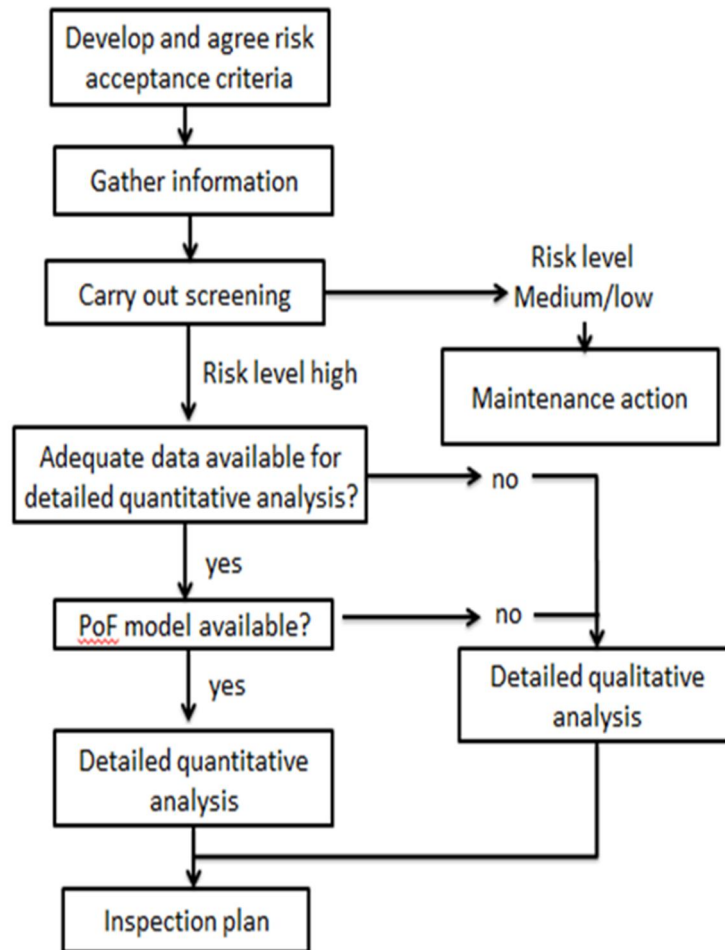 Develop and agree risk
acceptance criteria
Gather information
Carry out screening
Risk level
Medium/low
Risk level high
Maintenance action
Adequate data available for
detailed quantitative analysis?
no
yes
PoF model available?
no
yes
Detailed qualitative
analysis
Detailed quantitative
analysis
Inspection plan